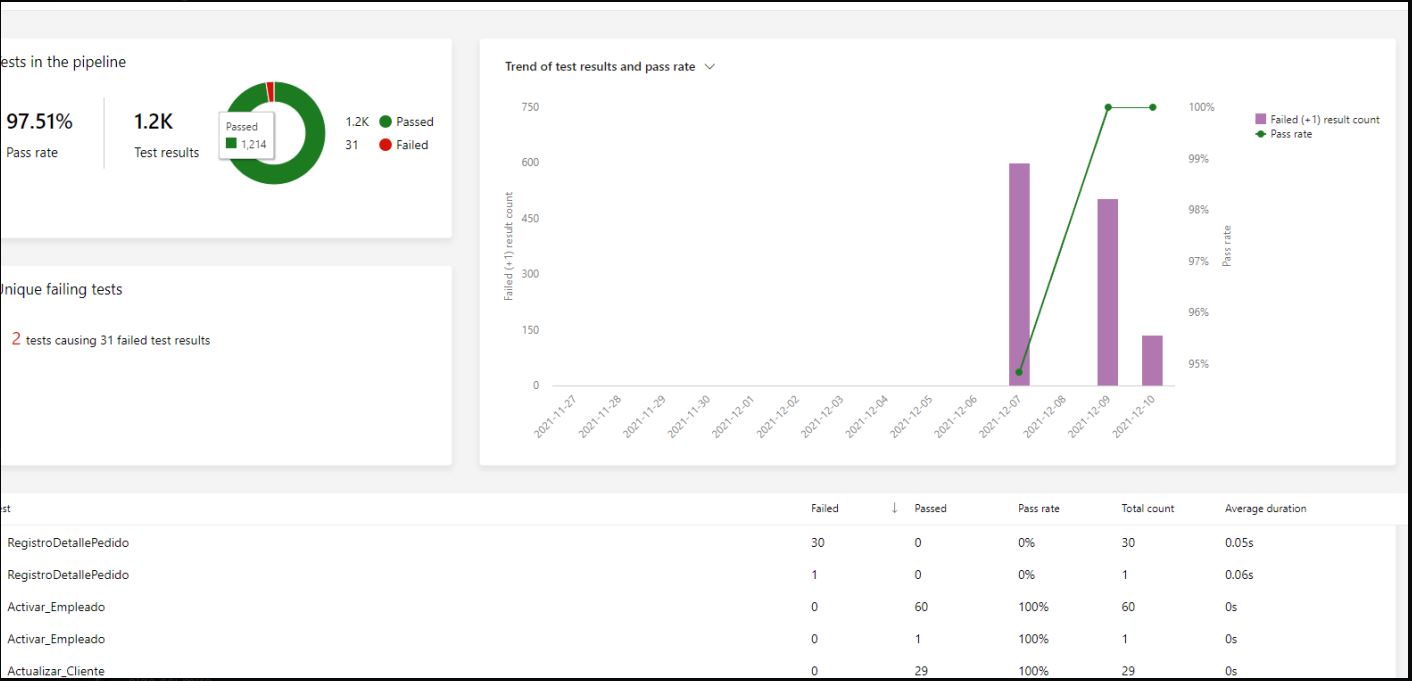 ests in the pipeline
97.51%
Pass rate
1.2K
Test results
Passed
1,214
1.2K Passed
31 Failed
Trend of test results and pass rate
750
600
450
300
150
0
Failed (+1) result count
100%
99%
98%
97%
96%
95%
Pass rate
Failed (+1) result count
Pass rate
2021-11-27
2021-11-28
2021-11-29
2021-11-30
2021-12-01
2021-12-02
2021-12-03
2021-12-04
2021-12-05
2021-12-06
2021-12-07
2021-12-08
2021-12-09
2021-12-10
Unique failing tests
2 tests causing 31 failed test results
est Failed ↓ Passed Pass rate Total count Average duration
RegistroDetallePedido 30 0 0% 30 0.05s
RegistroDetallePedido 1 0 0% 1 0.06s
Activar_Empleado 0 60 100% 60 0s
Activar_Empleado 0 1 100% 1 0s
Actualizar_Cliente 0 29 100% 29 0s